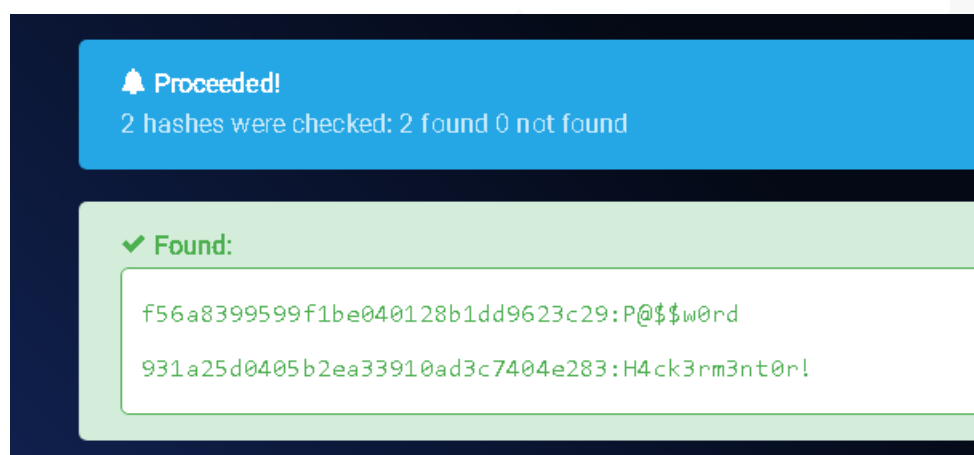 Proceeded!
2 hashes were checked: 2 found 0 not found
Found:
f56a8399599f1be040128b1dd9623c29:P@$$w0rd
931a25d0405b2ea33910ad3c7404e283:H4ck3rm3nt0r!